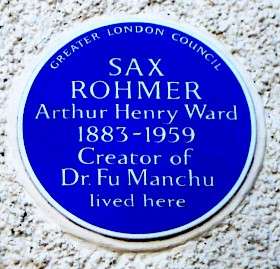 GREATER LONDON COUNCIL
SAX
ROHMER
Arthur Henry Ward
1883-1959
Creator of
Dr. Fu Manchu
lived here